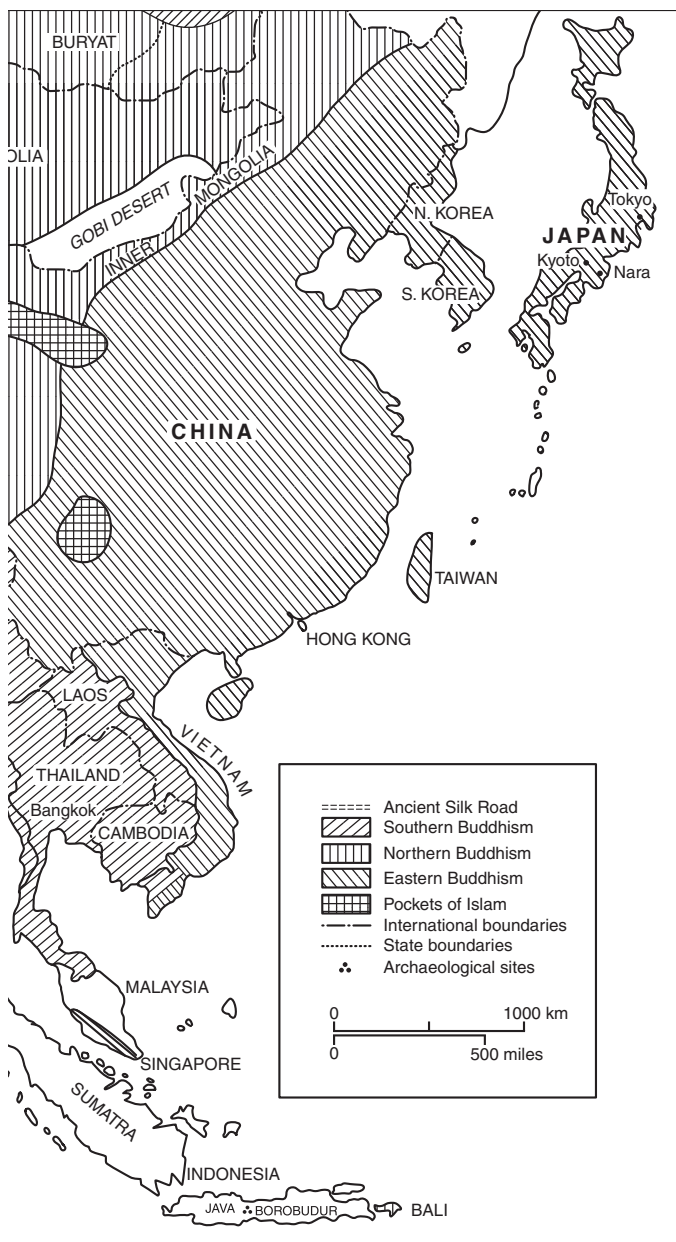 BURYAT
OLIA
GOBI DESERT
MONGOLIA
INNER
N. KOREA
S. KOREA
Tokyo
JAPAN
Kyoto
Nara
CHINA
TAIWAN
HONG KONG
LAOS
VIETNAM
THAILAND
Bangkok
CAMBODIA
Ancient Silk Road
Southern Buddhism
Northern Buddhism
Eastern Buddhism
Pockets of Islam
International boundaries
State boundaries
Archaeological sites
0 1000 km
0 500 miles
MALAYSIA
SINGAPORE
SUMATRA
INDONESIA
JAVA
BOROBUDUR
BALI